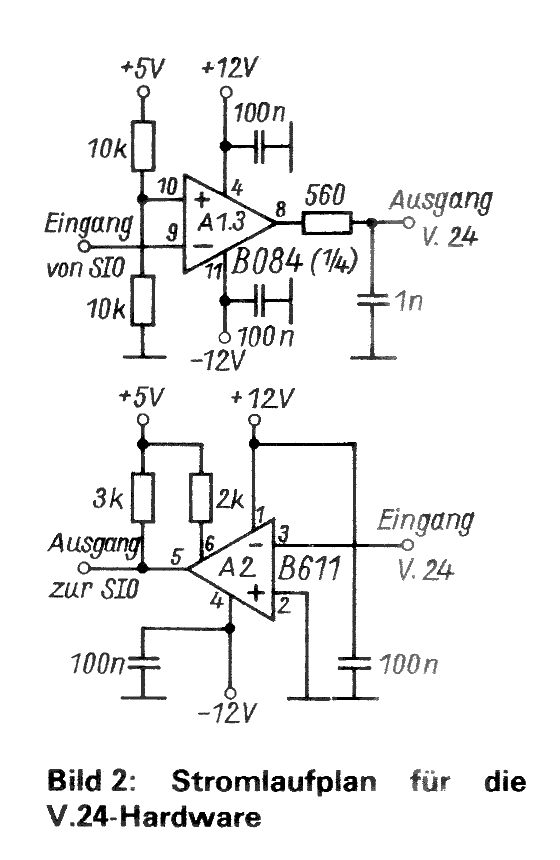 +5V +12V
100n
10k
10 4
+ A1.3 8 560 Ausgang
Eingang 9 − V. 24
von SIO 11 B084 (1/4)
10k 1n
100n
−12V
+5V +12V
3k 2k
1
Ausgang 6 − 3 Eingang
5 A2 B611
zur SIO 4 + 2 V. 24
100n 100n
−12V
Bild 2: Stromlaufplan für die
V.24-Hardware